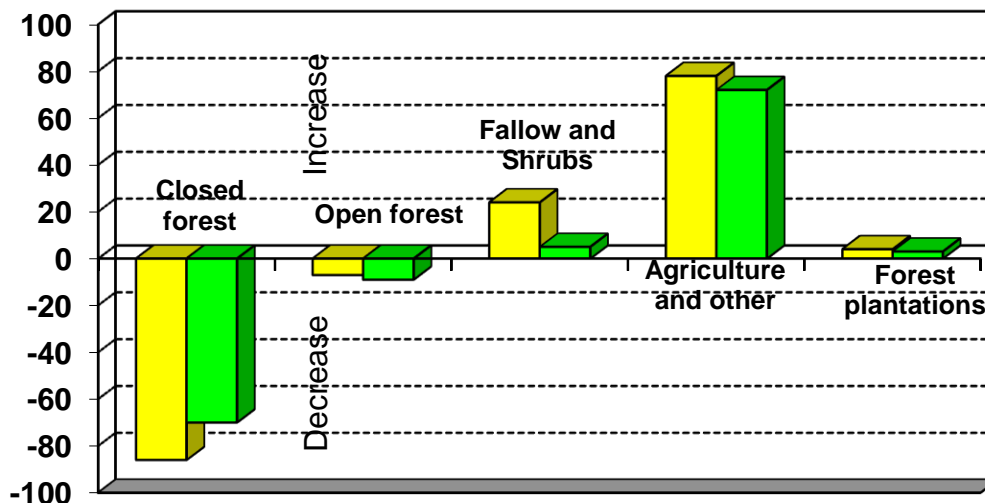 100
80
60
40
20
0
-20
-40
-60
-80
-100
Increase
Decrease
Closed
forest
Open forest
Fallow and
Shrubs
Agriculture
and other
Forest
plantations